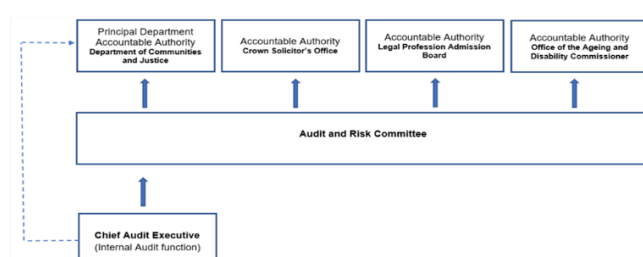 Principal Department
Accountable Authority
Department of Communities
and Justice
Accountable Authority
Crown Solicitor's Office
Accountable Authority
Legal Profession Admission
Board
Accountable Authority
Office of the Ageing and
Disability Commissioner
Audit and Risk Committee
Chief Audit Executive
(Internal Audit function)